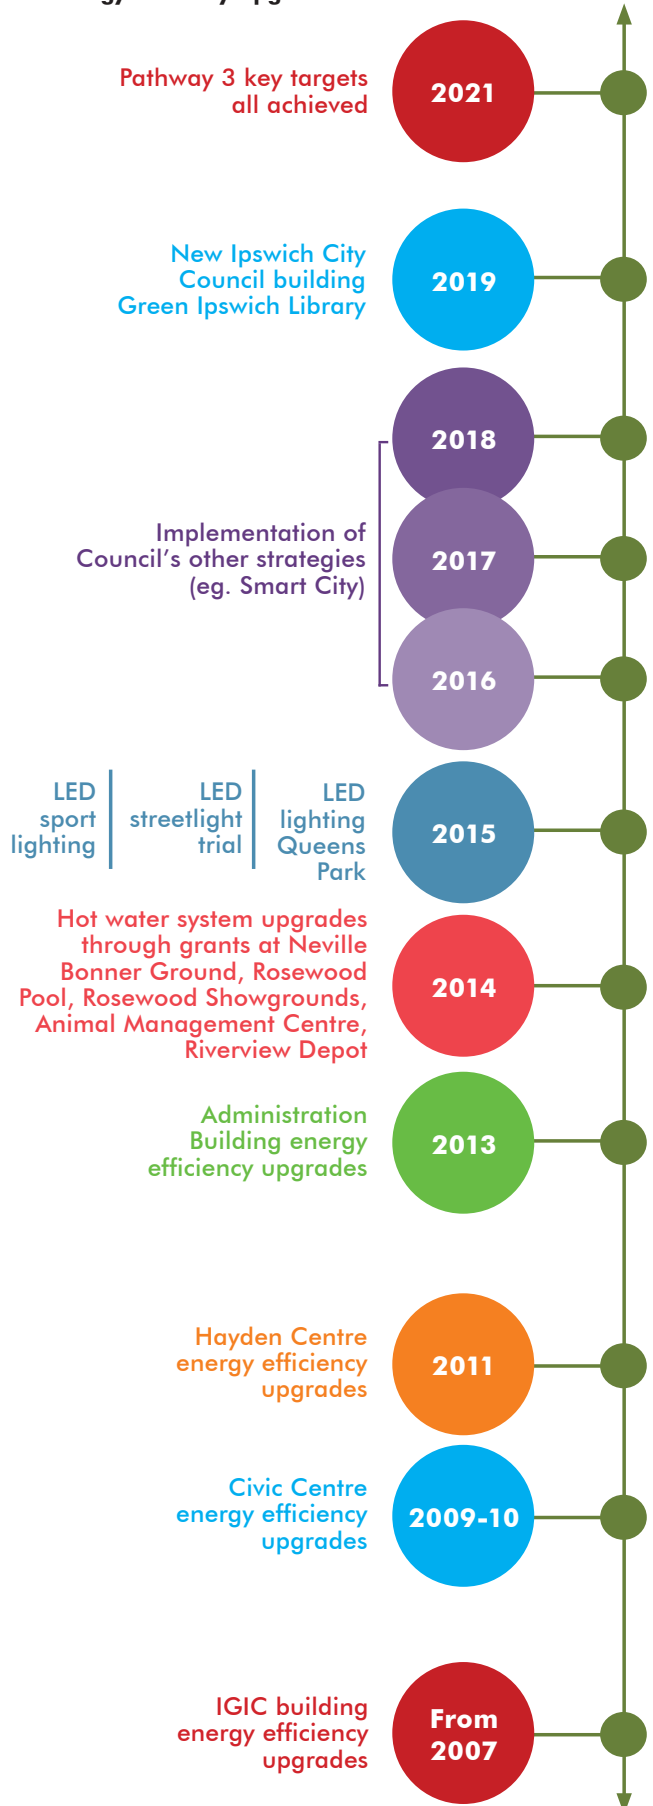 Pathway 3 key targets
all achieved
2021
New Ipswich City
Council building
Green Ipswich Library
2019
2018
Implementation of
Council's other strategies
(eg. Smart City)
2017
2016
LED
sport
lighting
LED
streetlight
trial
LED
lighting
Queens
Park
2015
Hot water system upgrades
through grants at Neville
Bonner Ground, Rosewood
Pool, Rosewood Showgrounds,
Animal Management Centre,
Riverview Depot
2014
Administration
Building energy
efficiency upgrades
2013
Hayden Centre
energy efficiency
upgrades
2011
Civic Centre
energy efficiency
upgrades
2009-10
IGIC building
energy efficiency
upgrades
From
2007